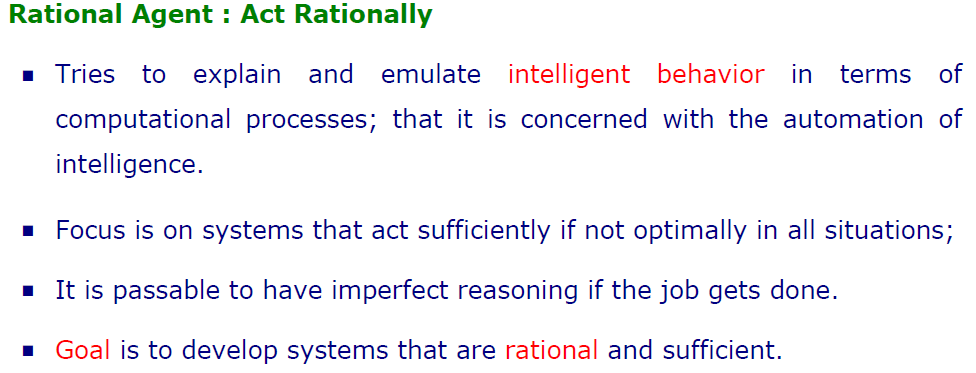 Rational Agent : Act Rationally
▪ Tries to explain and emulate intelligent behavior in terms of
computational processes; that it is concerned with the automation of
intelligence.
▪ Focus is on systems that act sufficiently if not optimally in all situations;
▪ It is passable to have imperfect reasoning if the job gets done.
▪ Goal is to develop systems that are rational and sufficient.